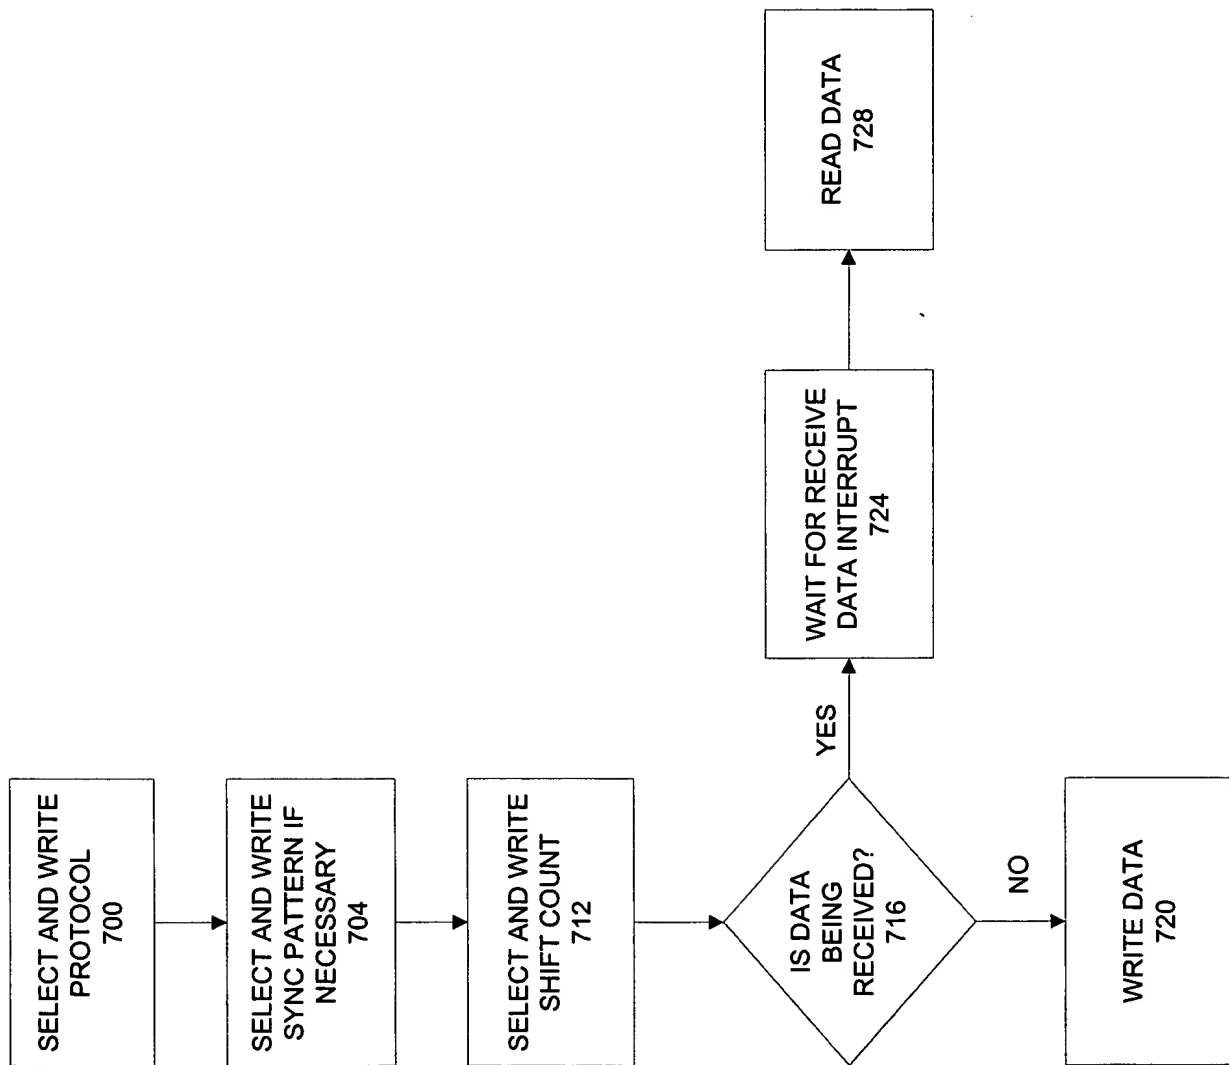 SELECT AND WRITE
PROTOCOL
700
SELECT AND WRITE
SYNC PATTERN IF
NECESSARY
704
SELECT AND WRITE
SHIFT COUNT
712
IS DATA
BEING
RECEIVED?
716
YES
WAIT FOR RECEIVE
DATA INTERRUPT
724
READ DATA
728
NO
WRITE DATA
720